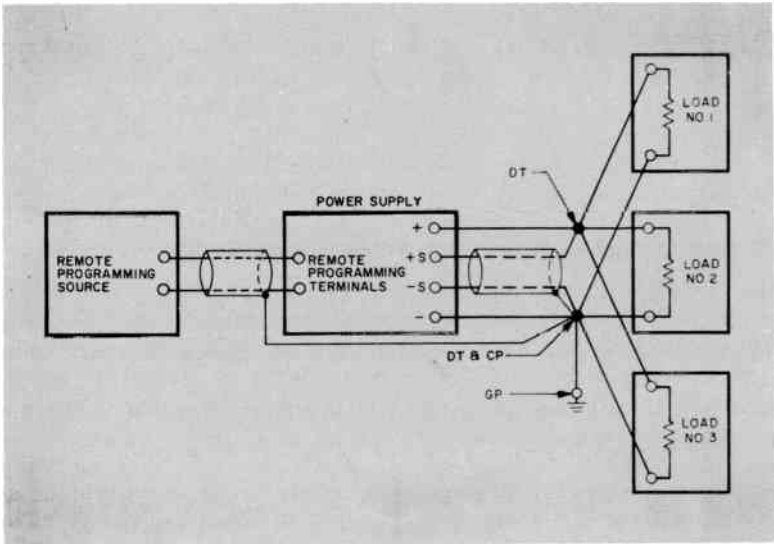 LOAD
NO. 1
DT
POWER SUPPLY
+
REMOTE
PROGRAMMING
SOURCE
REMOTE
PROGRAMMING
TERMINALS
+S
-S
-
LOAD
NO. 2
DT & CP
GP
LOAD
NO 3